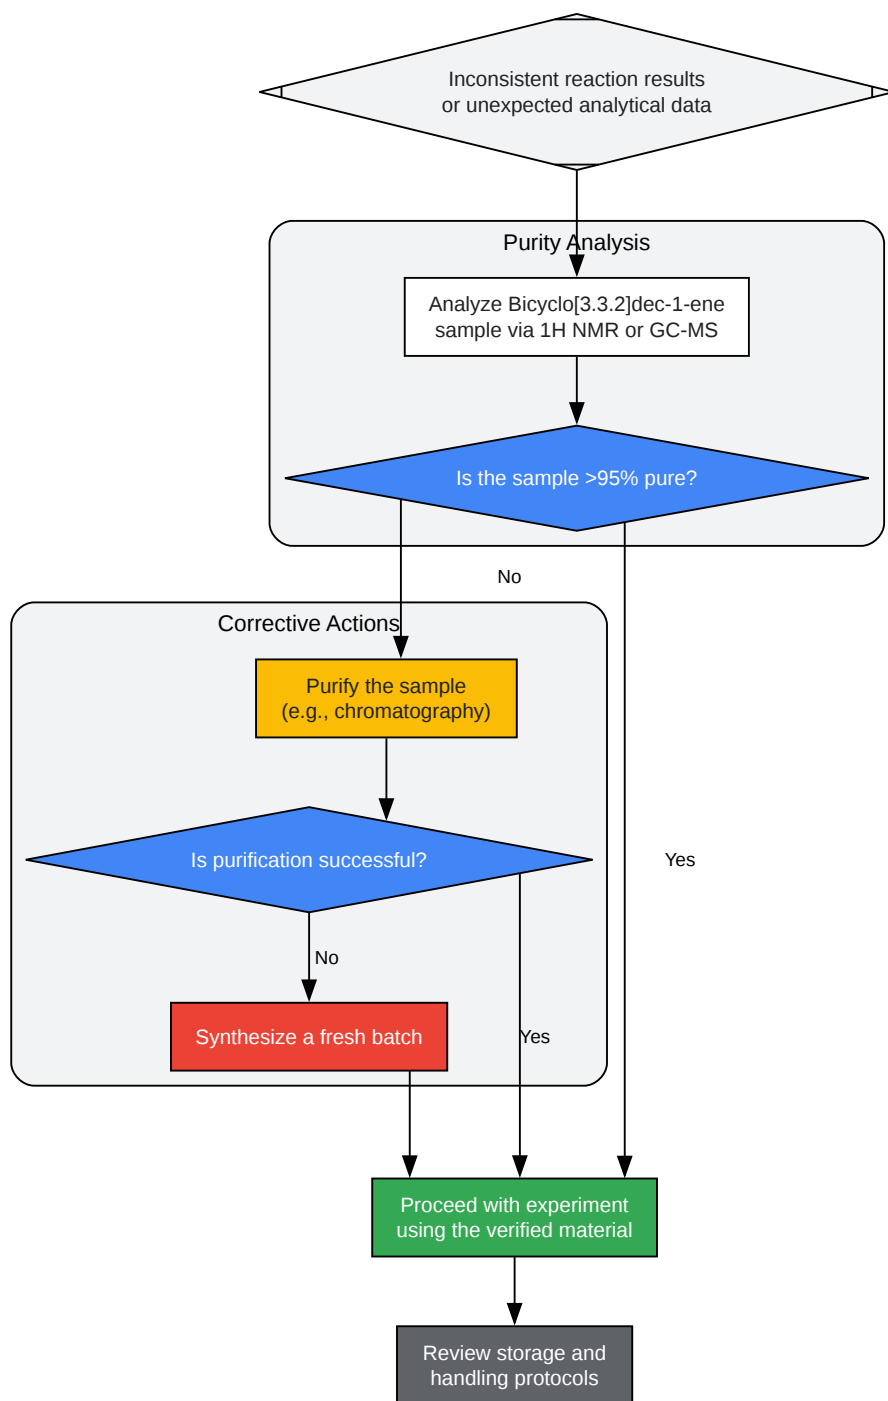 Inconsistent reaction results
or unexpected analytical data
Purity Analysis
Analyze Bicyclo[3.3.2]dec-1-ene
sample via 1H NMR or GC-MS
Is the sample >95% pure?
No
Corrective Actions
Purify the sample
(e.g., chromatography)
Is purification successful?
Yes
No
Synthesize a fresh batch
Yes
Proceed with experiment
using the verified material
Review storage and
handling protocols